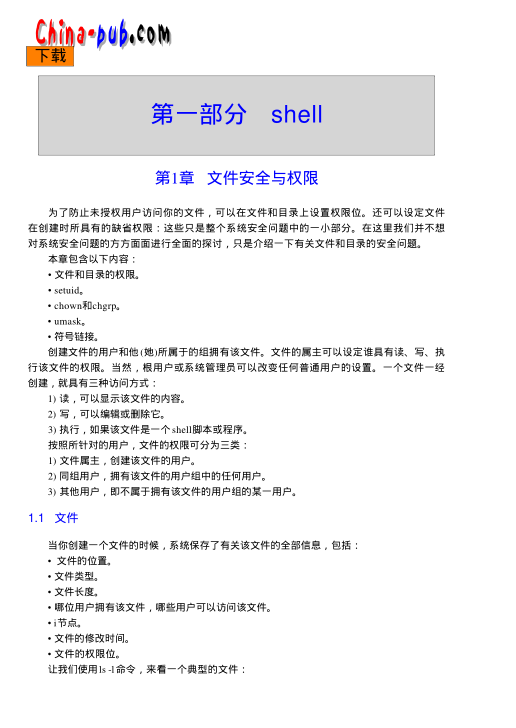 China-pub.com
下载
第一部分 shell
第1章 文件安全与权限
为了防止未授权用户访问你的文件，可以在文件和目录上设置权限位。还可以设定文件
在创建时所具有的缺省权限：这些只是整个系统安全问题中的一小部分。在这里我们并不想
对系统安全问题的方方面面进行全面的探讨，只是介绍一下有关文件和目录的安全问题。
本章包含以下内容：
• 文件和目录的权限。
• setuid。
• chown和chgrp。
• umask。
• 符号链接。
创建文件的用户和他(她)所属于的组拥有该文件。文件的属主可以设定谁具有读、写、执
行该文件的权限。当然，根用户或系统管理员可以改变任何普通用户的设置。一个文件一经
创建，就具有三种访问方式：
1) 读，可以显示该文件的内容。
2) 写，可以编辑或删除它。
3) 执行，如果该文件是一个shell脚本或程序。
按照所针对的用户，文件的权限可分为三类：
1) 文件属主，创建该文件的用户。
2) 同组用户，拥有该文件的用户组中的任何用户。
3) 其他用户，即不属于拥有该文件的用户组的某一用户。
1.1 文件
当你创建一个文件的时候，系统保存了有关该文件的全部信息，包括：
• 文件的位置。
• 文件类型。
• 文件长度。
• 哪位用户拥有该文件，哪些用户可以访问该文件。
• i节点。
• 文件的修改时间。
• 文件的权限位。
让我们使用ls -l命令，来看一个典型的文件：